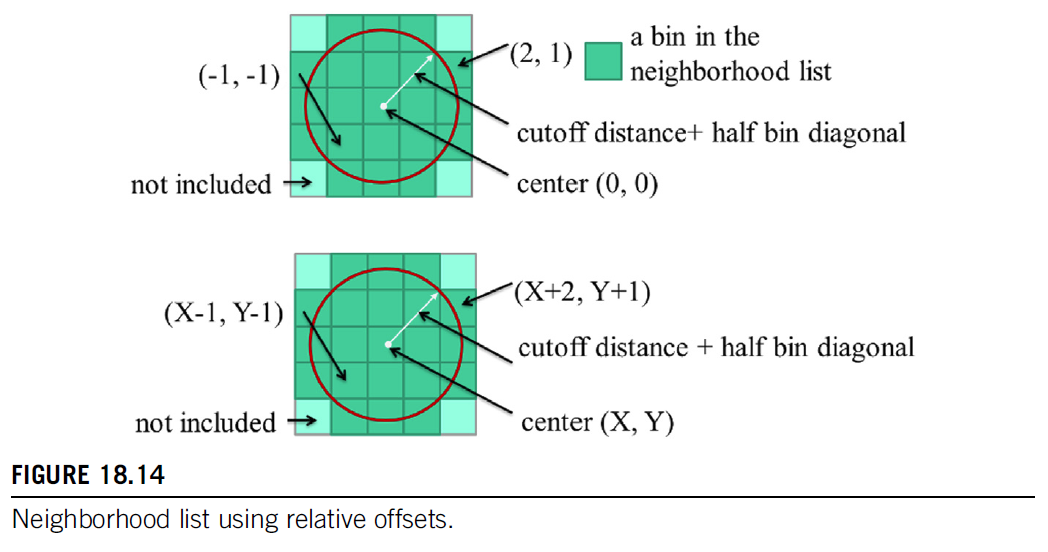 (-1, -1)
(2, 1)
a bin in the
neighborhood list
cutoff distance+ half bin diagonal
not included
center (0, 0)
(X-1, Y-1)
(X+2, Y+1)
cutoff distance + half bin diagonal
not included
center (X, Y)
FIGURE 18.14
Neighborhood list using relative offsets.